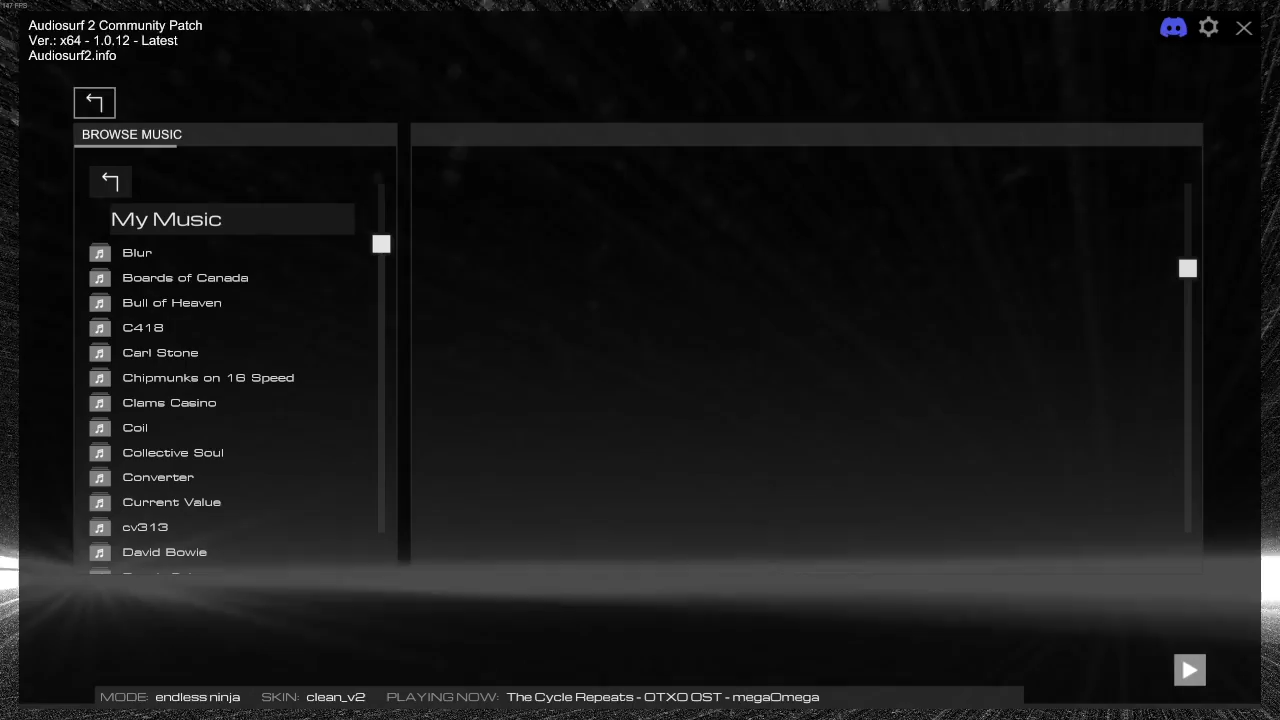 147 FPS
Audiosurf 2 Community Patch
Ver.: x64 - 1.0.12 - Latest
Audiosurf2.info
BROWSE MUSIC
My Music
Blur
Boards of Canada
Bull of Heaven
C418
Carl Stone
Chipmunks on 16 Speed
Clams Casino
Coil
Collective Soul
Converter
Current Value
cv313
David Bowie
MODE: endless ninja SKIN: clean_v2 PLAYING NOW: The Cycle Repeats - OTXO OST - megaOmega